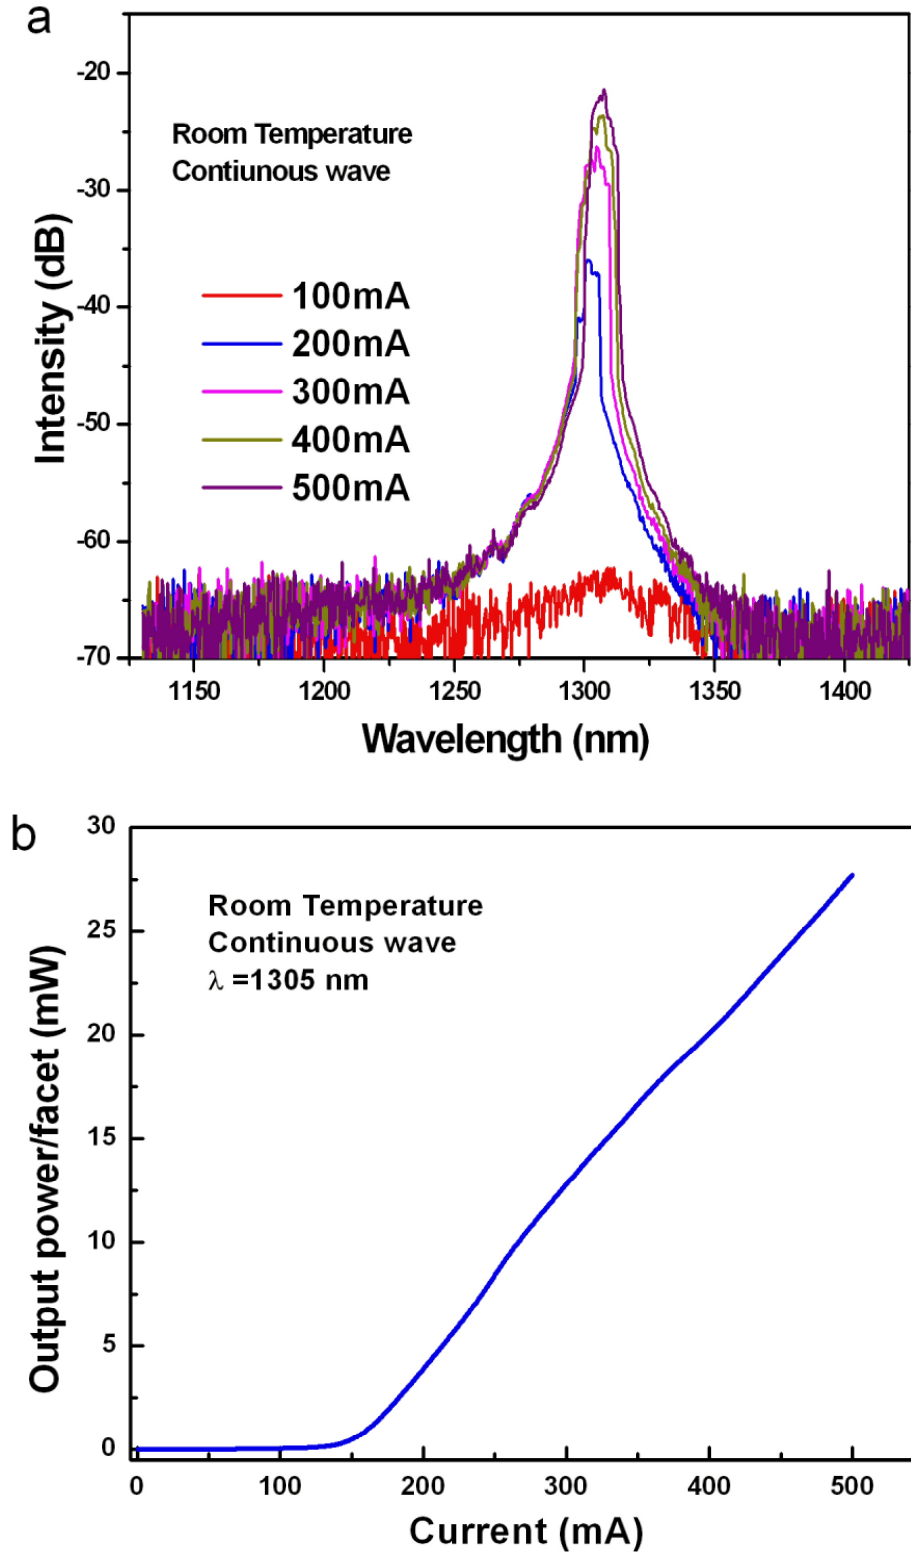 a
-20
-30
-40
-50
-60
-70
Intensity (dB)
Room Temperature
Contiunous wave
100mA
200mA
300mA
400mA
500mA
1150 1200 1250 1300 1350 1400
Wavelength (nm)
b
30
25
20
15
10
5
0
Output power/facet (mW)
Room Temperature
Continuous wave
λ =1305 nm
0 100 200 300 400 500
Current (mA)